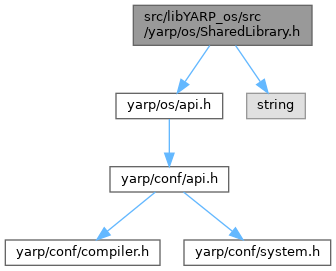 src/libYARP_os/src
/yarp/os/SharedLibrary.h
yarp/os/api.h
string
yarp/conf/api.h
yarp/conf/compiler.h
yarp/conf/system.h